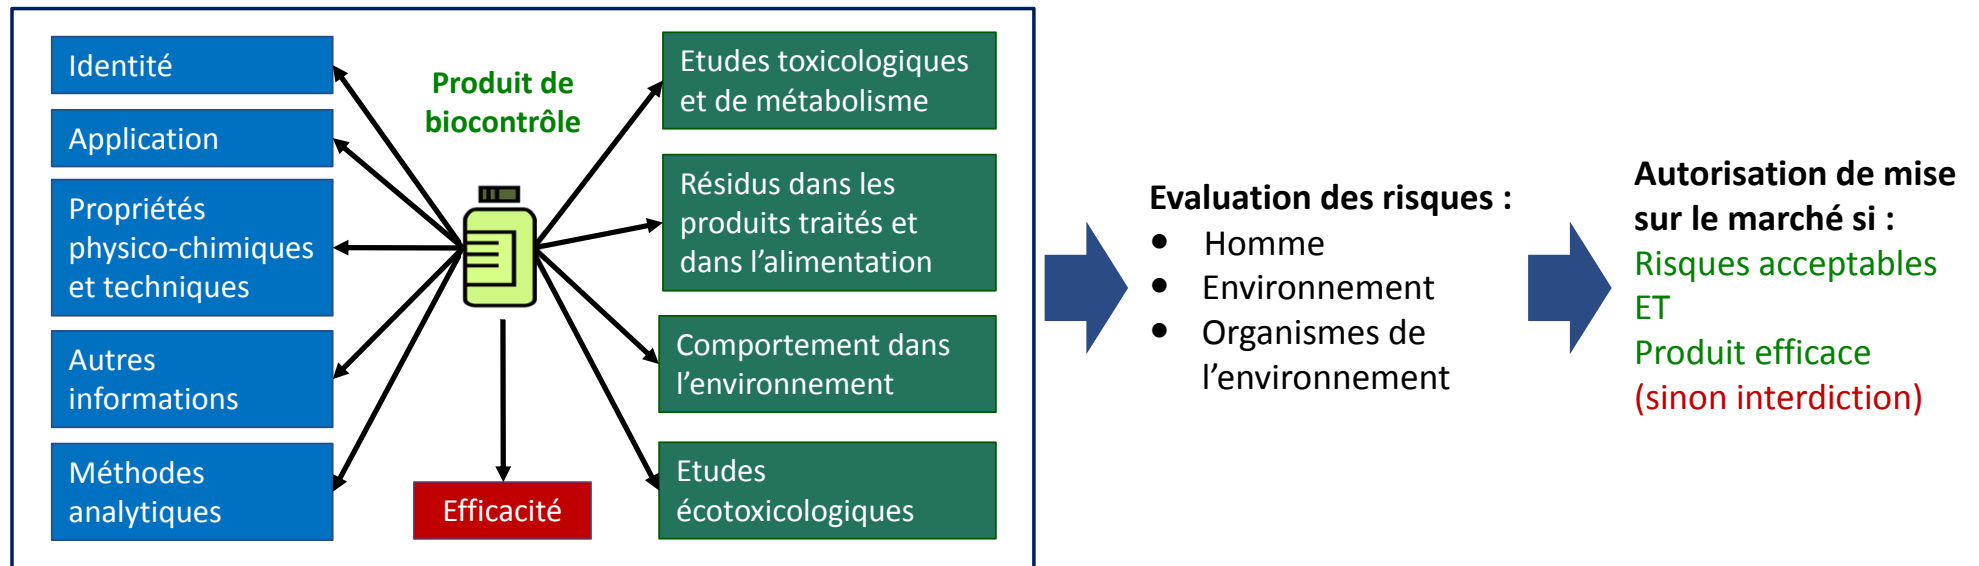 Identité
Application
Propriétés
physico-chimiques
et techniques
Autres
informations
Méthodes
analytiques
Produit de
biocontrôle
Efficacité
Etudes toxicologiques
et de métabolisme
Résidus dans les
produits traités et
dans l’alimentation
Comportement dans
l’environnement
Etudes
écotoxicologiques
Evaluation des risques :
• Homme
• Environnement
• Organismes de
l’environnement
Autorisation de mise
sur le marché si :
Risques acceptables
ET
Produit efficace
(sinon interdiction)